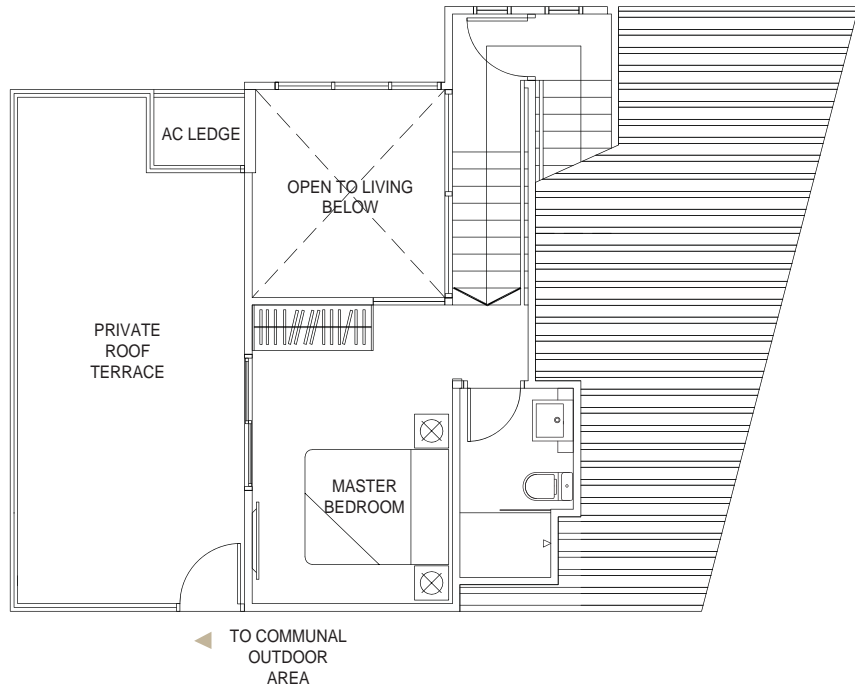 AC LEDGE
OPEN TO LIVING
BELOW
PRIVATE
ROOF
TERRACE
MASTER
BEDROOM
TO COMMUNAL
OUTDOOR
AREA